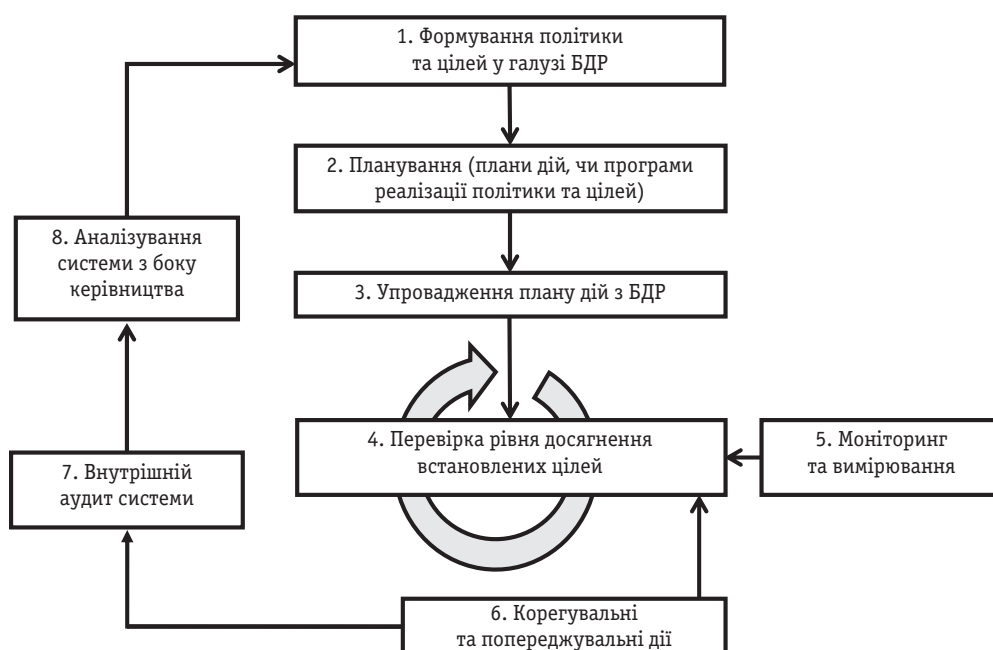 1. Формування політики
та цілей у галузі БДР
2. Планування (плани дій, чи програми
реалізації політики та цілей)
8. Аналізування
системи з боку
керівництва
3. Упровадження плану дій з БДР
4. Перевірка рівня досягнення
встановлених цілей
5. Моніторинг
та вимірювання
7. Внутрішній
аудит системи
6. Корегувальні
та попереджувальні дії